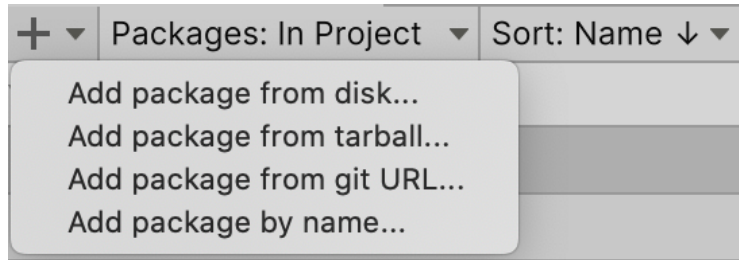 + Packages: In Project Sort: Name ↓
Add package from disk...
Add package from tarball...
Add package from git URL...
Add package by name...